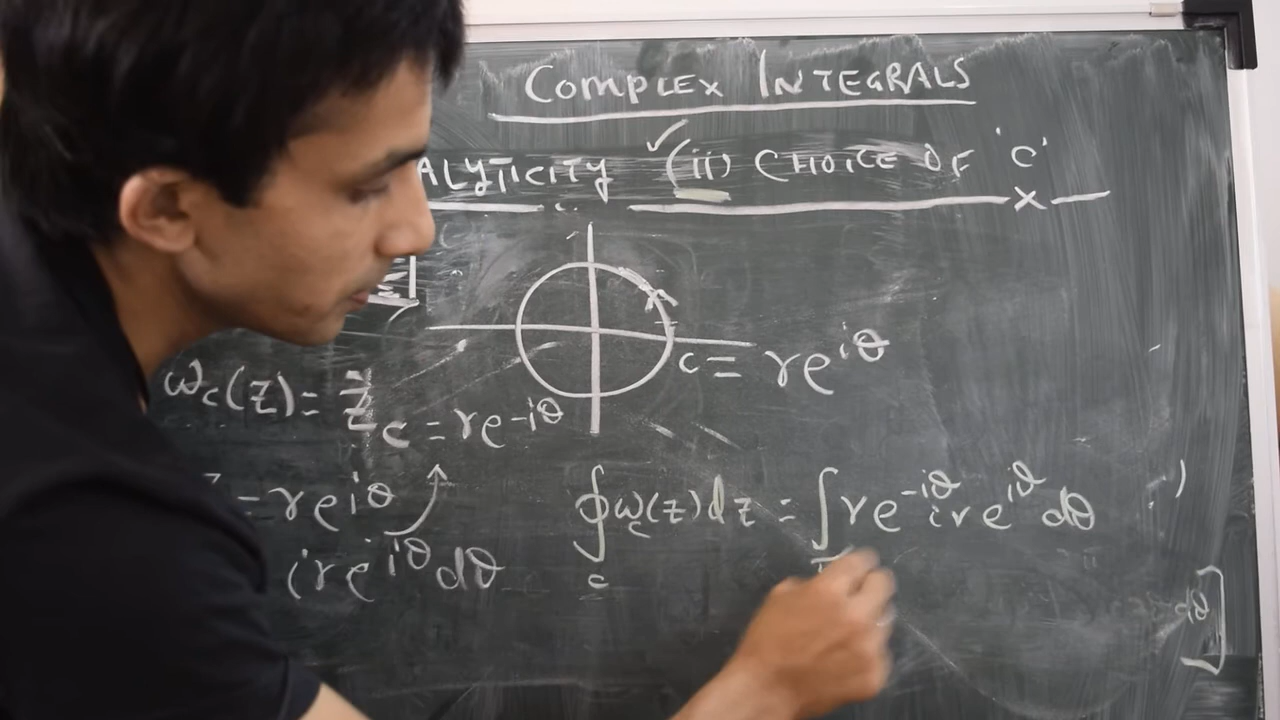 COMPLEX INTEGRALS
ALYTICITY ✓ (ii) CHOICE OF 'C'
C = re^{iθ}
ω_c(z) = z̄_c = re^{-iθ}
z = re^{iθ}
ire^{iθ}dθ
∮_c ω_c(z)dz = ∫re^{-iθ} ire^{iθ} dθ
dθ]